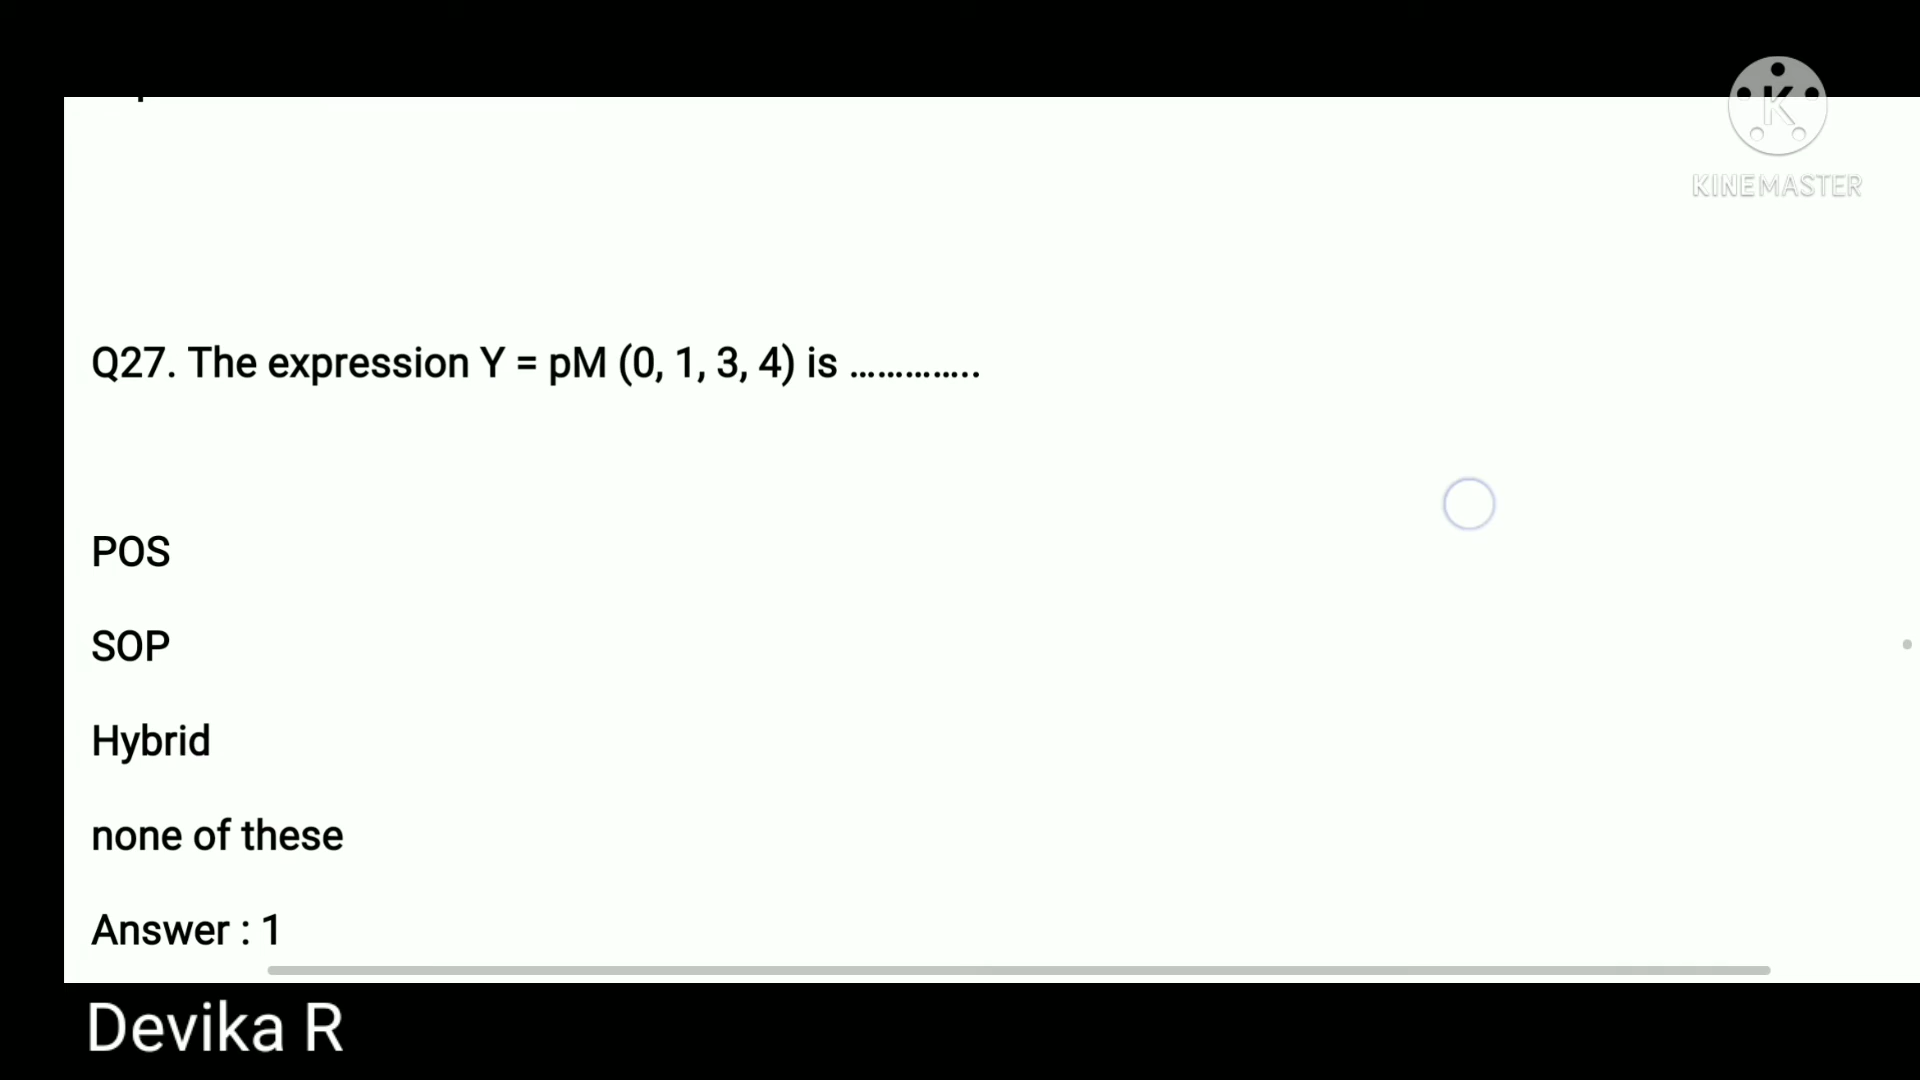 K
KINEMASTER
Q27. The expression Y = pM (0, 1, 3, 4) is ..............
POS
SOP
Hybrid
none of these
Answer : 1
Devika R